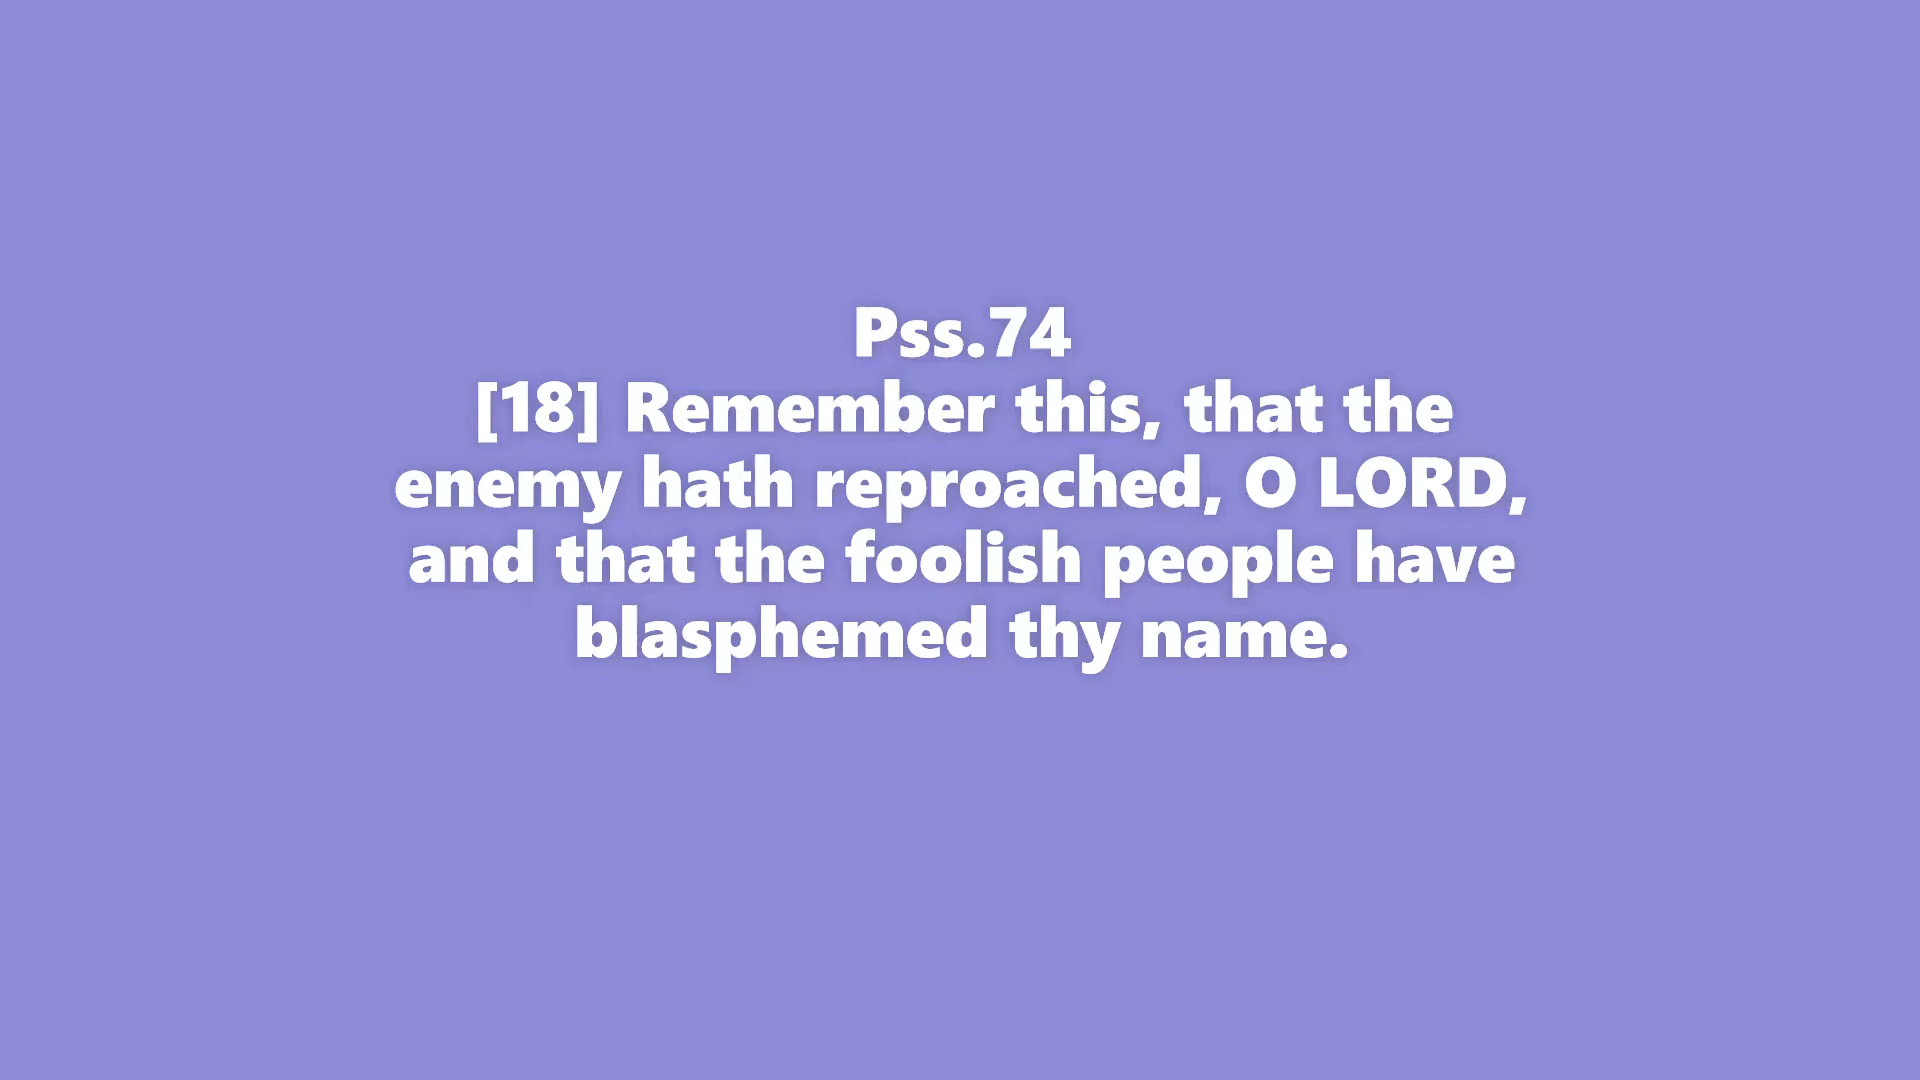 Pss.74
[18] Remember this, that the
enemy hath reproached, O LORD,
and that the foolish people have
blasphemed thy name.